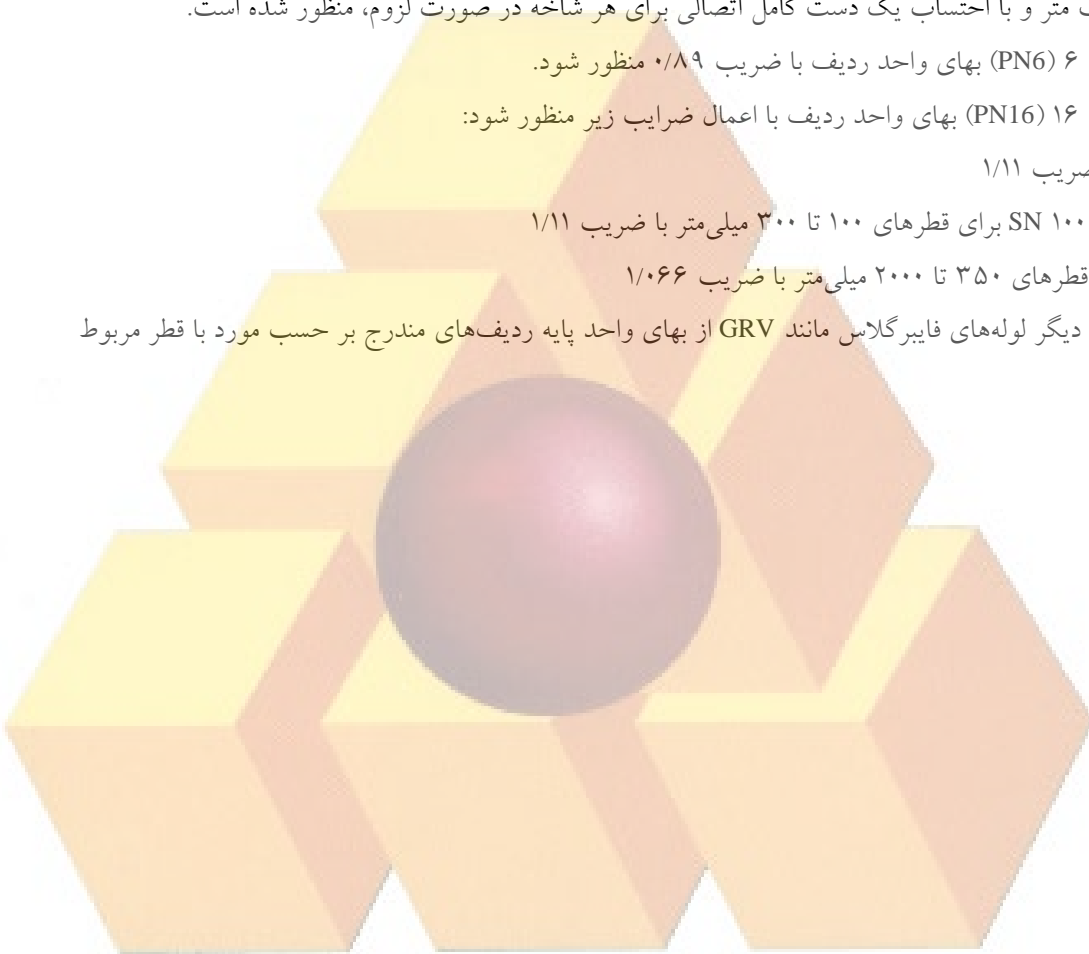 متر و با احتساب یک دست کامل اتصالی برای هر شاخه در صورت لزوم، منظور شده است.
۶ (PN6) بهای واحد ردیف با ضریب ۰/۸۹ منظور شود.
۱۶ (PN16) بهای واحد ردیف با اعمال ضرایب زیر منظور شود:
ضریب ۱/۱۱
SN ۱۰۰۰ برای قطرهای ۱۰۰ تا ۳۰۰ میلی‌متر با ضریب ۱/۱۱
قطرهای ۳۵۰ تا ۲۰۰۰ میلی‌متر با ضریب ۱/۰۶۶
دیگر لوله‌های فایبرگلاس مانند GRV از بهای واحد پایه ردیف‌های مندرج بر حسب مورد با قطر مربوط